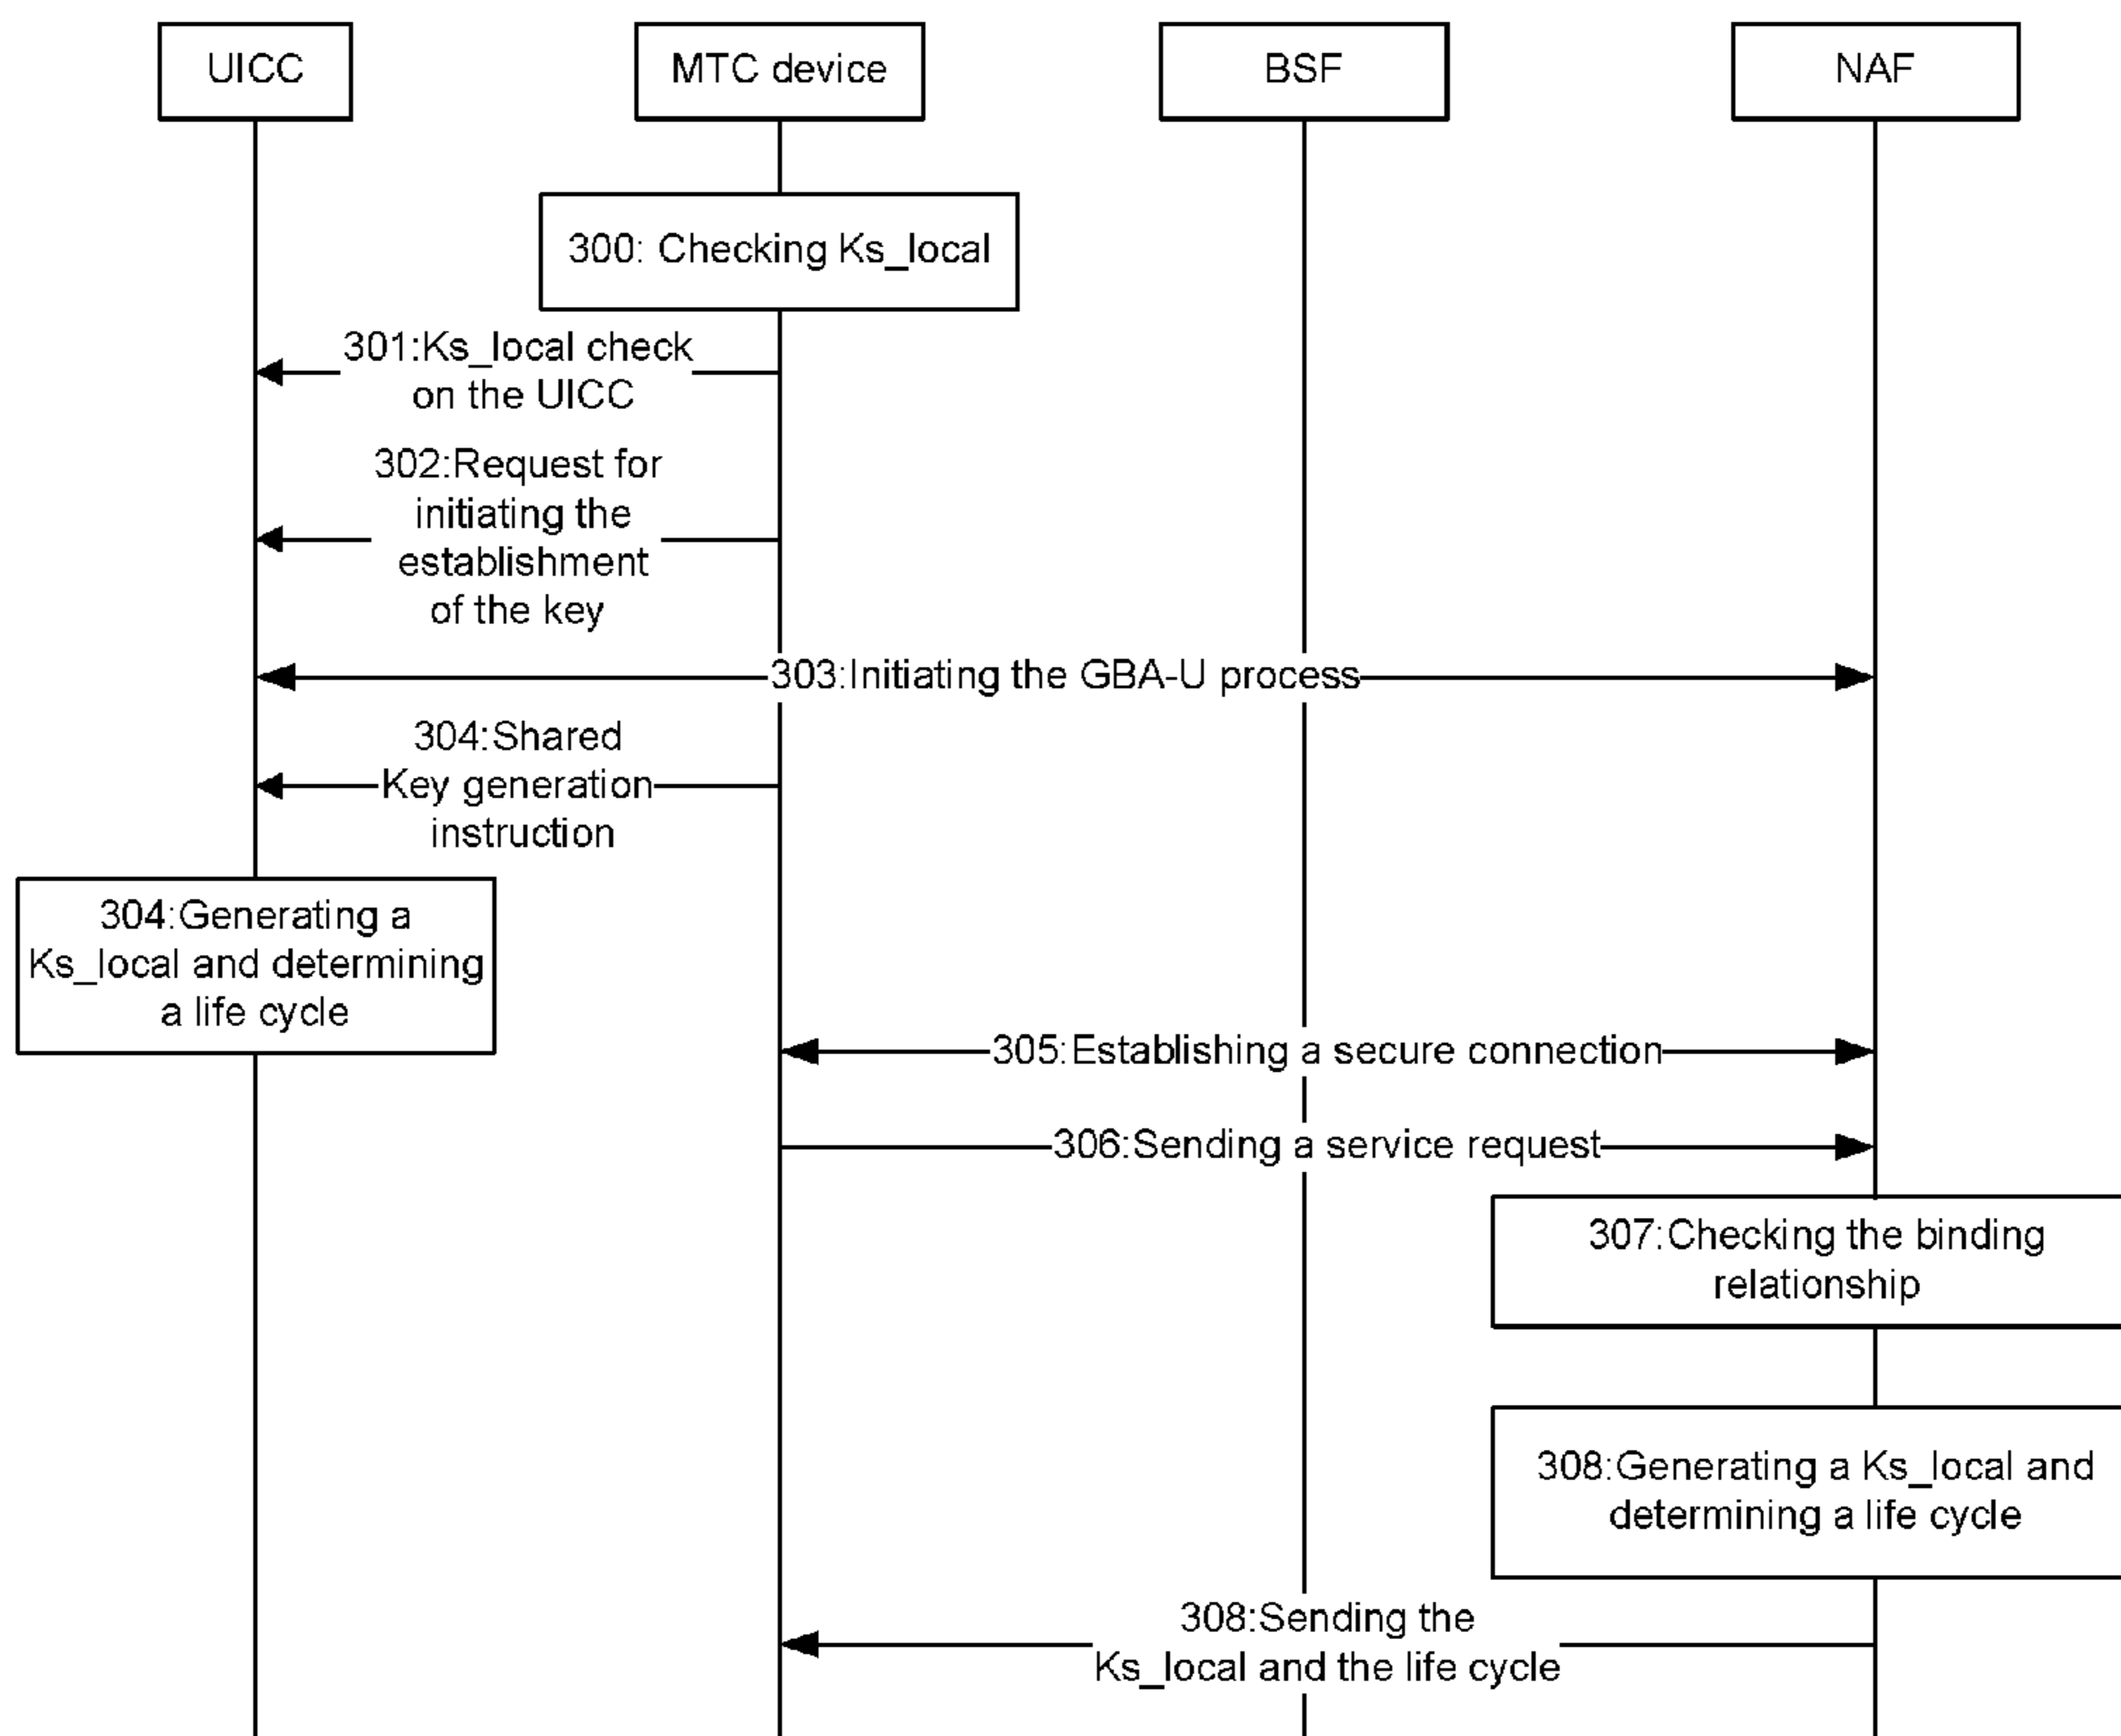 UICC
MTC device
BSF
NAF
300: Checking Ks_local
301:Ks_local check
on the UICC
302:Request for
initiating the
establishment
of the key
303:Initiating the GBA-U process
304:Shared
Key generation
instruction
304:Generating a
Ks_local and determining
a life cycle
305:Establishing a secure connection
306:Sending a service request
307:Checking the binding
relationship
308:Generating a Ks_local and
determining a life cycle
308:Sending the
Ks_local and the life cycle